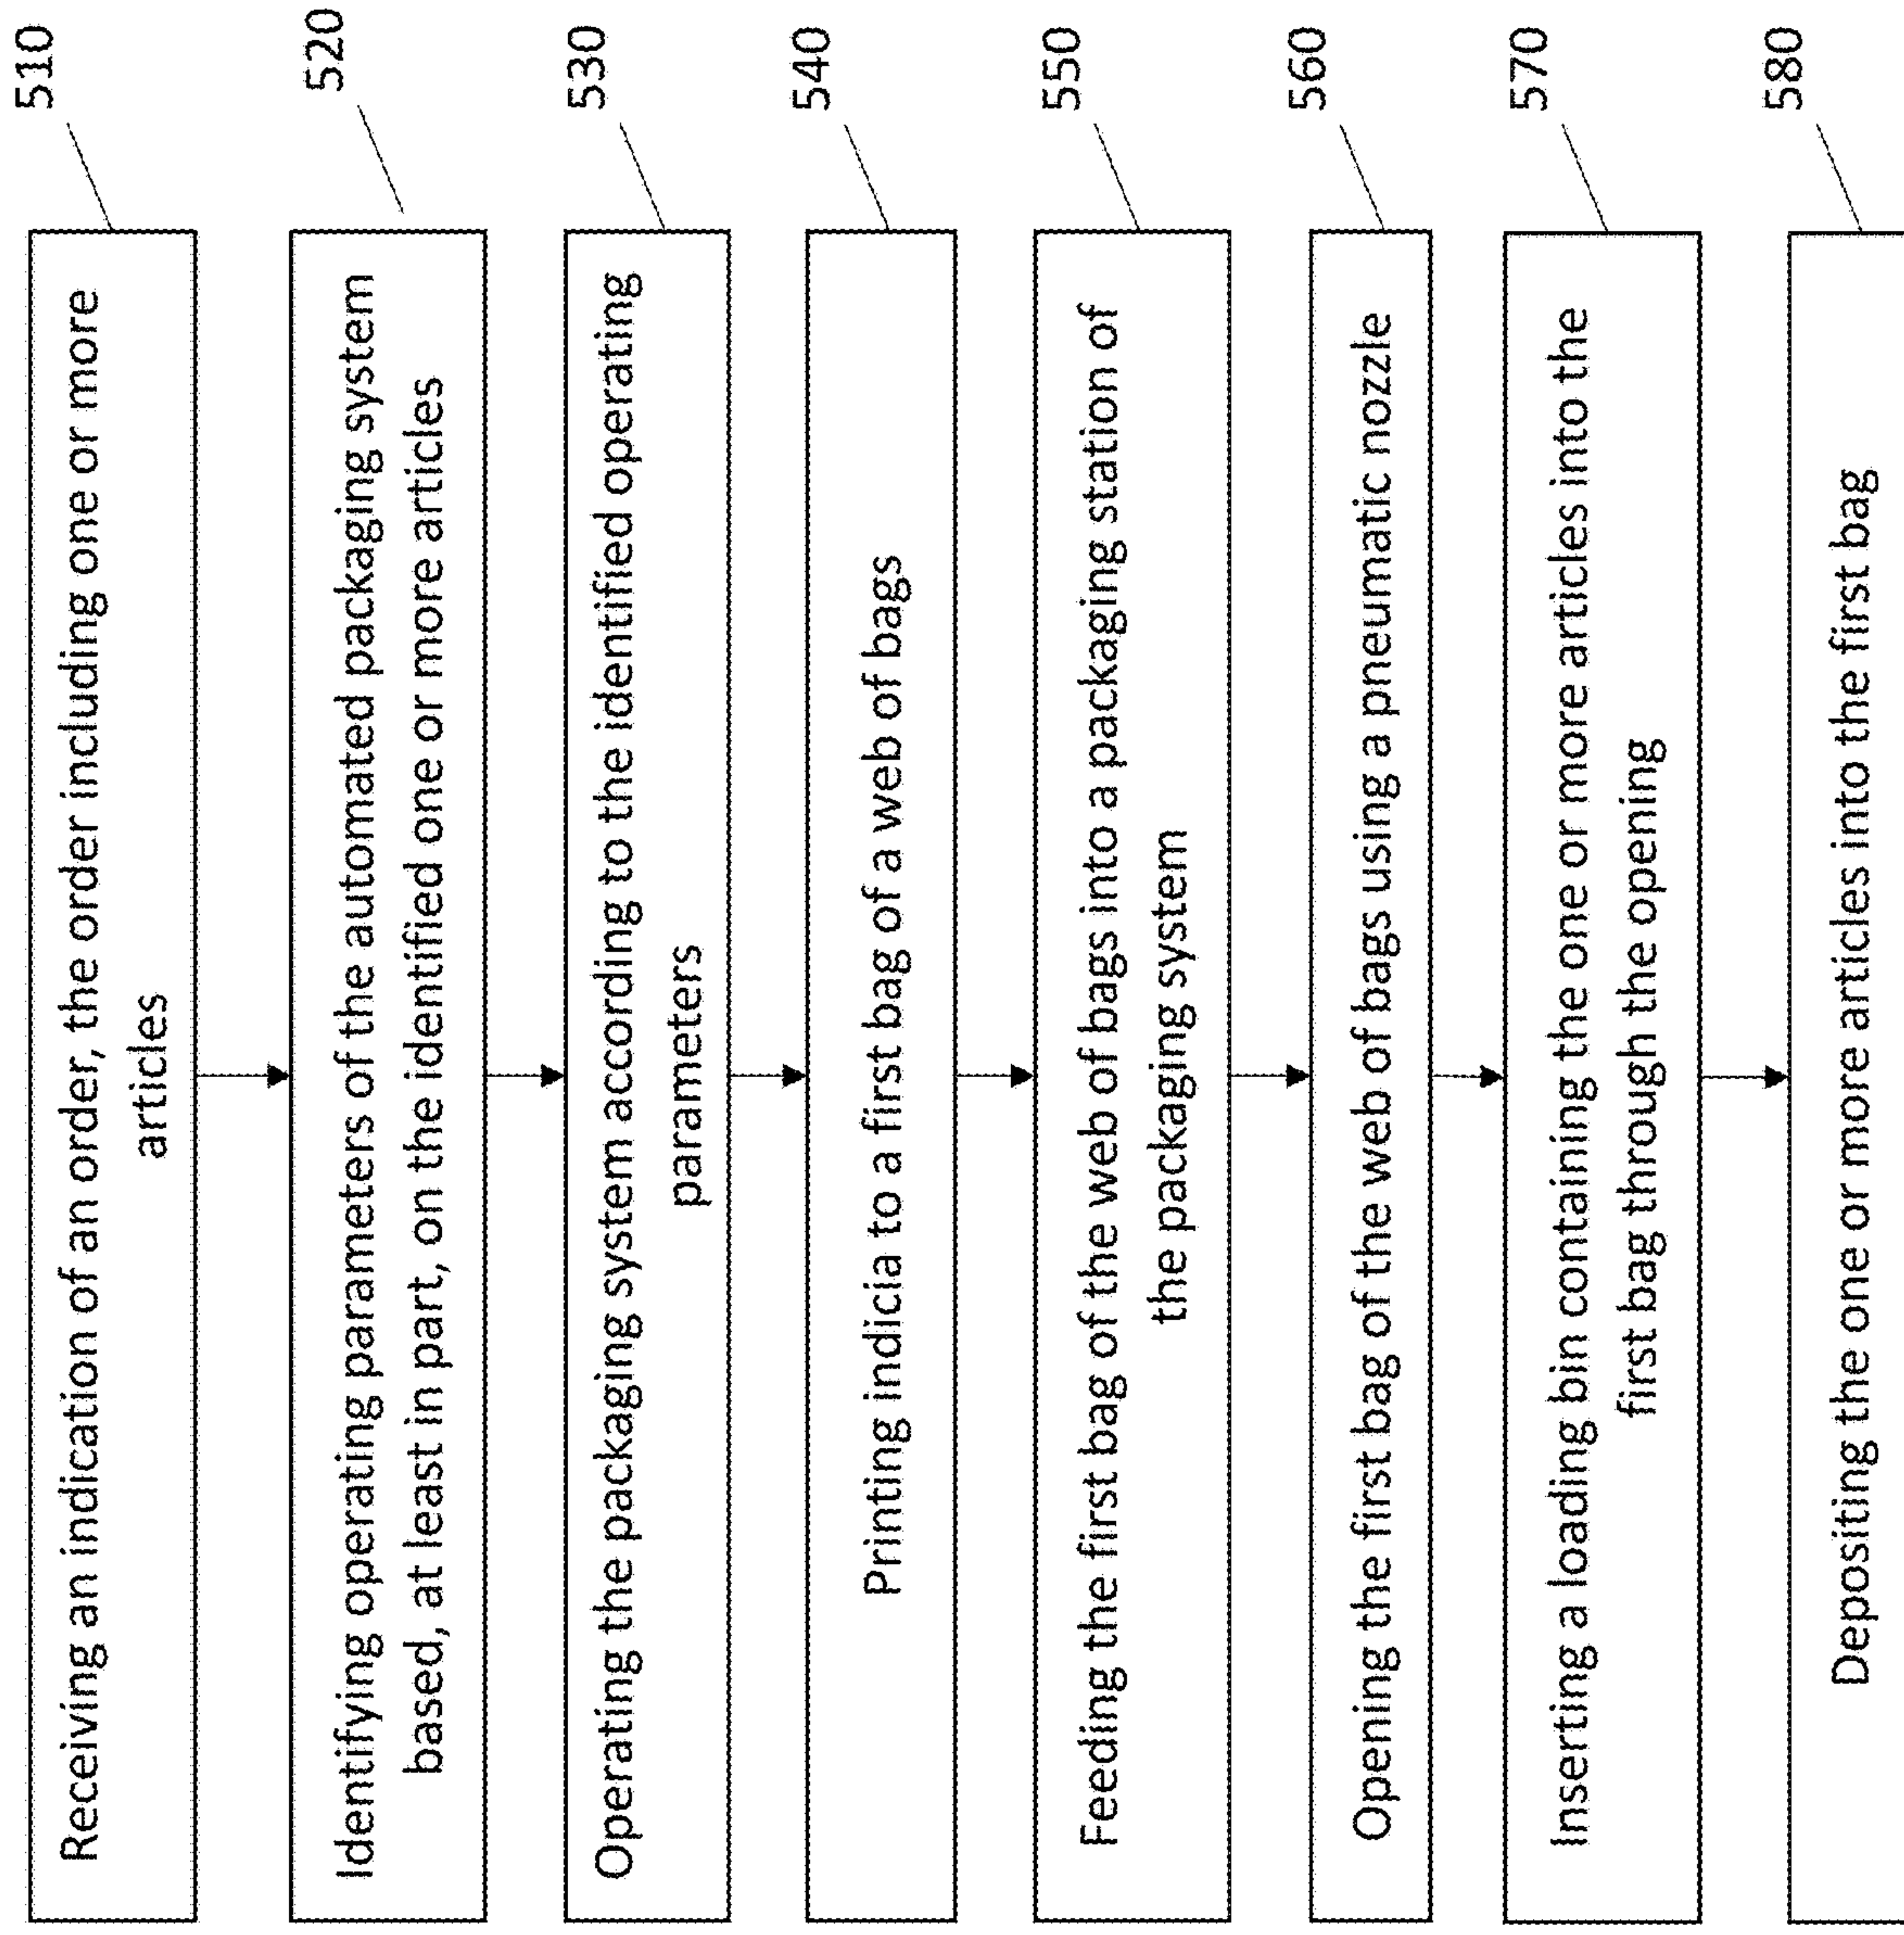 510
Receiving an indication of an order, the order including one or more
articles
520
Identifying operating parameters of the automated packaging system
based, at least in part, on the identified one or more articles
530
Operating the packaging system according to the identified operating
parameters
540
Printing indicia to a first bag of a web of bags
550
Feeding the first bag of the web of bags into a packaging station of
the packaging system
560
Opening the first bag of the web of bags using a pneumatic nozzle
570
Inserting a loading bin containing the one or more articles into the
first bag through the opening
580
Depositing the one or more articles into the first bag